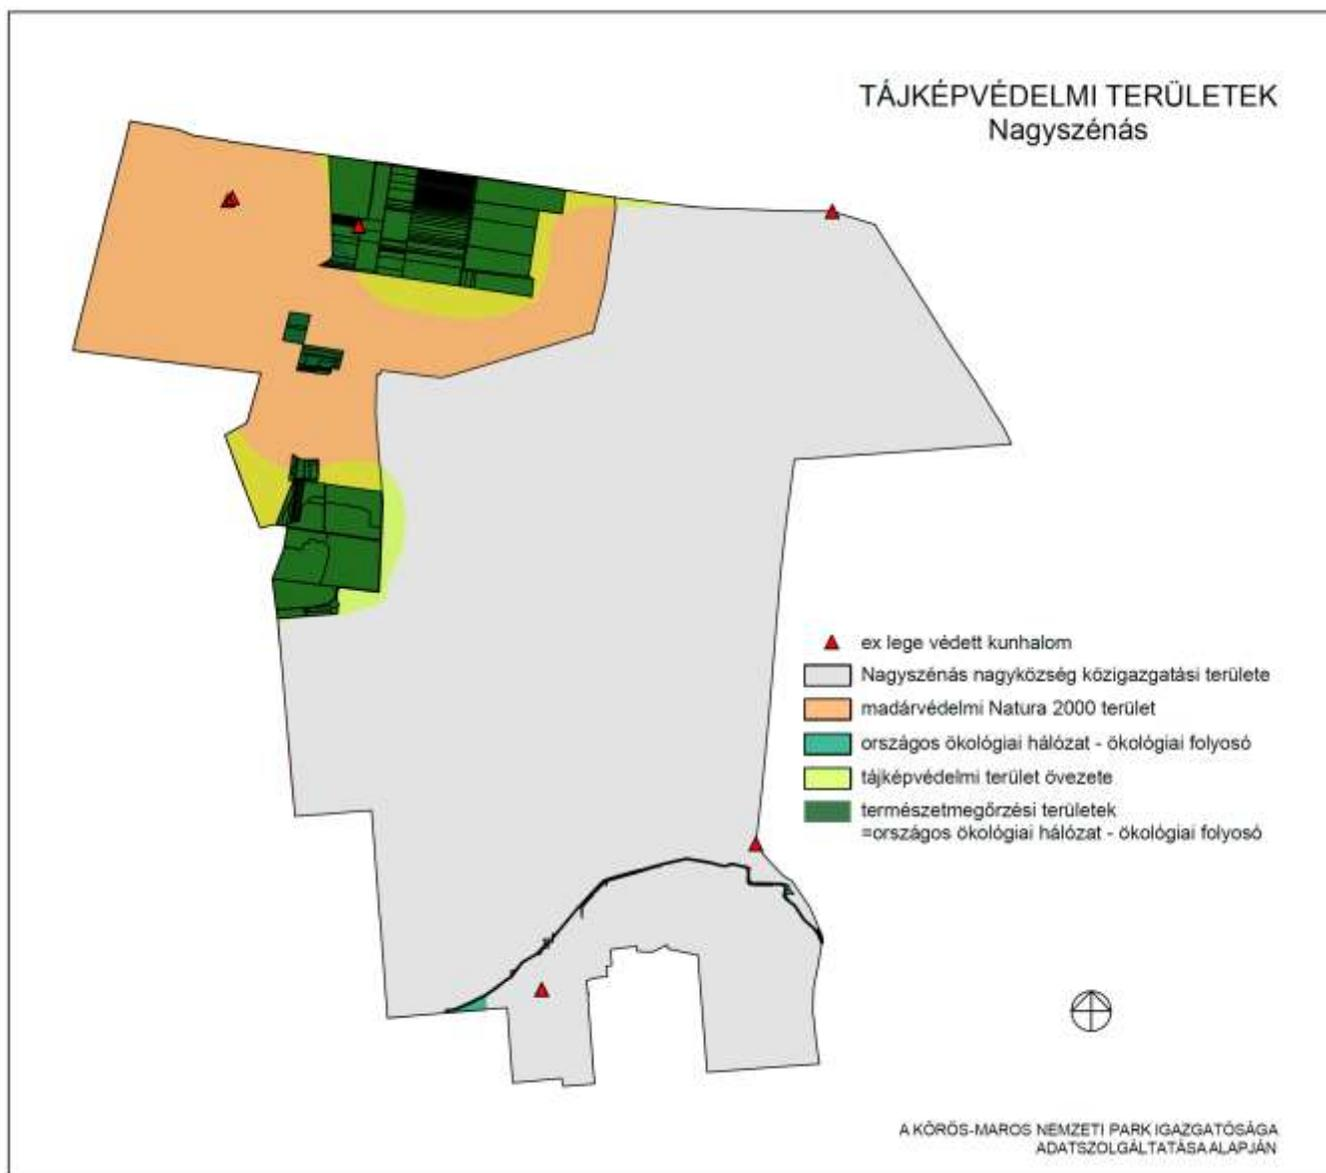 TÁJKÉPVÉDELMI TERÜLETEK
Nagyszénás
ex lege védett kunhalom
Nagyszénás nagyközség közigazgatási területe
madárvédelmi Natura 2000 terület
országos ökológiai hálózat - ökológiai folyosó
tájképvédelmi terület övezete
természetmegőrzési területek
=országos ökológiai hálózat - ökológiai folyosó
A KÖRÖS-MAROS NEMZETI PARK IGAZGATÓSÁGA
ADATSZOLGÁLTATÁSA ALAPJÁN